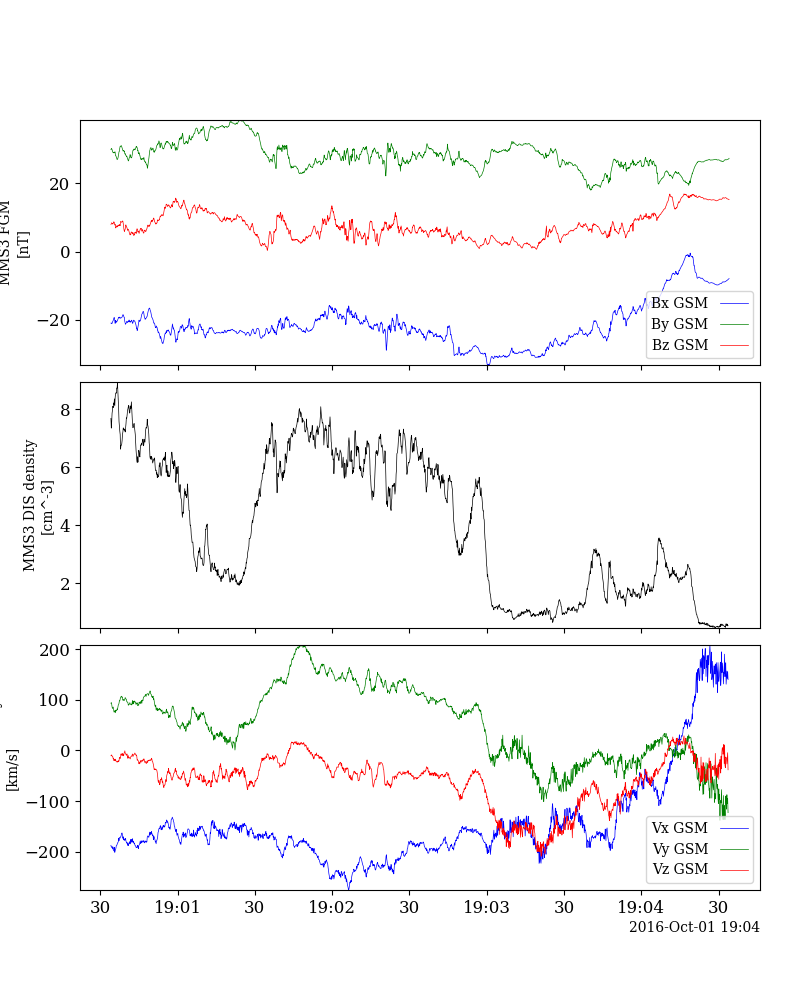 MMS3 FGM
[nT]
20
0
−20
Bx GSM
By GSM
Bz GSM
MMS3 DIS density
[cm^-3]
8
6
4
2
[km/s]
200
100
0
−100
−200
Vx GSM
Vy GSM
Vz GSM
30 19:01 30 19:02 30 19:03 30 19:04 30
2016-Oct-01 19:04